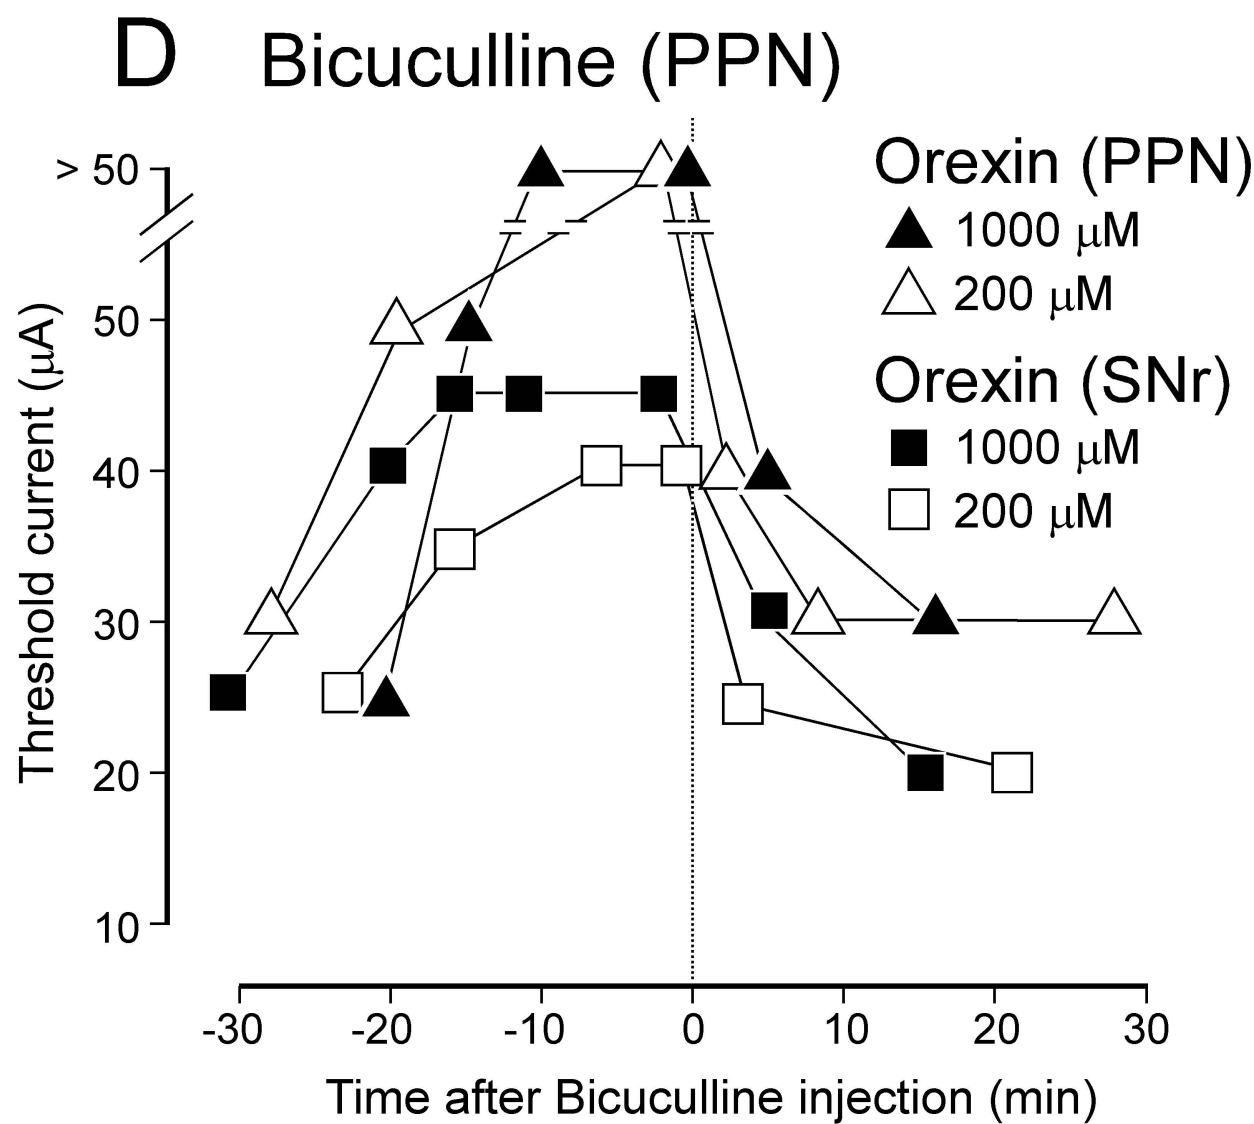 D Bicuculline (PPN)
Orexin (PPN)
1000 μM
200 μM
Orexin (SNr)
1000 μM
200 μM
Threshold current (μA)
> 50
50
40
30
20
10
-30 -20 -10 0 10 20 30
Time after Bicuculline injection (min)